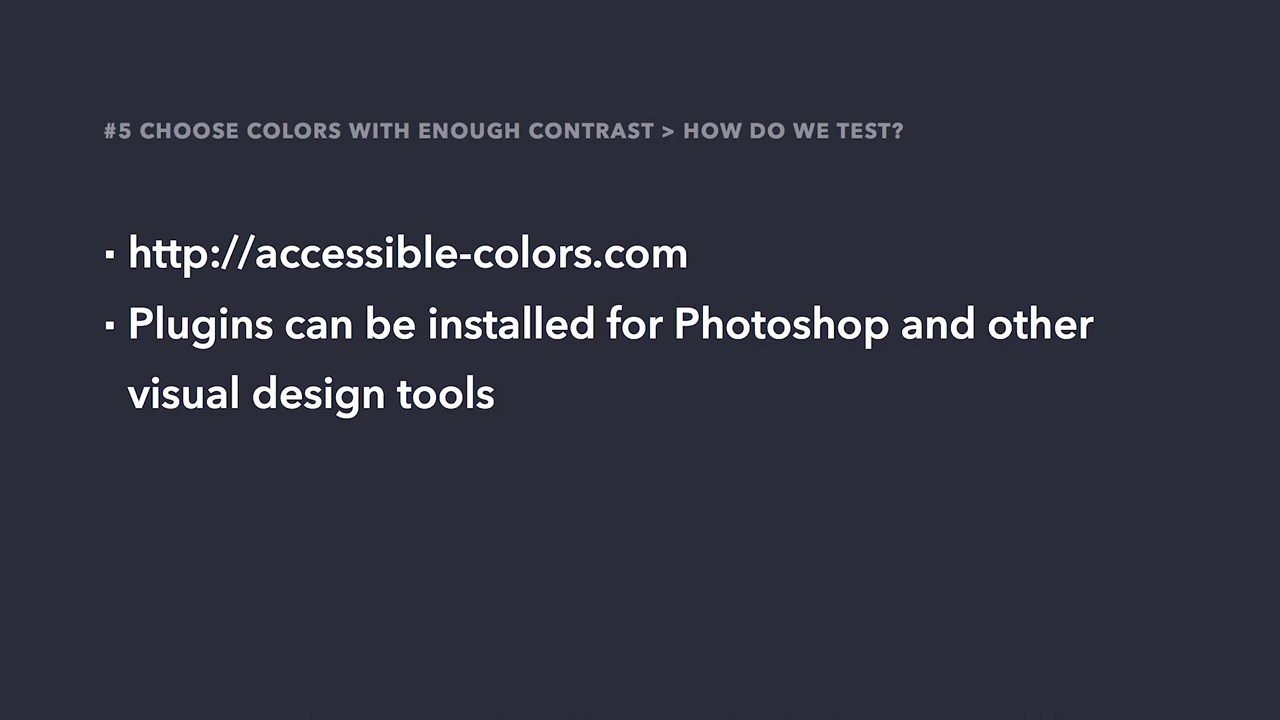 #5 CHOOSE COLORS WITH ENOUGH CONTRAST > HOW DO WE TEST?
▪ http://accessible-colors.com
▪ Plugins can be installed for Photoshop and other
visual design tools